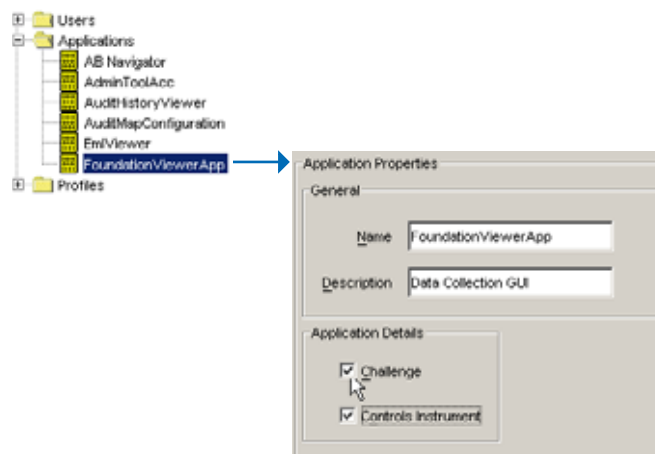 Users
Applications
AB Navigator
AdminToolAcc
AuditHistoryViewer
AuditMapConfiguration
EmlViewer
FoundationViewerApp
Profiles
Application Properties
General
Name FoundationViewerApp
Description Data Collection GUI
Application Details
Challenge
Controls Instrument